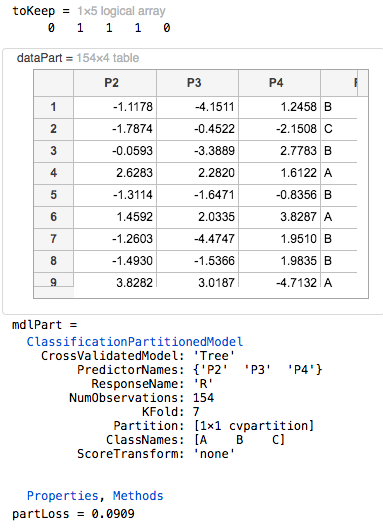 toKeep = 1×5 logical array
0 1 1 1 0
dataPart = 154×4 table
P2 P3 P4
1 -1.1178 -4.1511 1.2458 B
2 -1.7874 -0.4522 -2.1508 C
3 -0.0593 -3.3889 2.7783 B
4 2.6283 2.2820 1.6122 A
5 -1.3114 -1.6471 -0.8356 B
6 1.4592 2.0335 3.8287 A
7 -1.2603 -4.4747 1.9510 B
8 -1.4930 -1.5366 1.9835 B
9 3.8282 3.0187 -4.7132 A
mdlPart =
ClassificationPartitionedModel
CrossValidatedModel: 'Tree'
PredictorNames: {'P2' 'P3' 'P4'}
ResponseName: 'R'
NumObservations: 154
KFold: 7
Partition: [1×1 cvpartition]
ClassNames: [A B C]
ScoreTransform: 'none'
Properties, Methods
partLoss = 0.0909